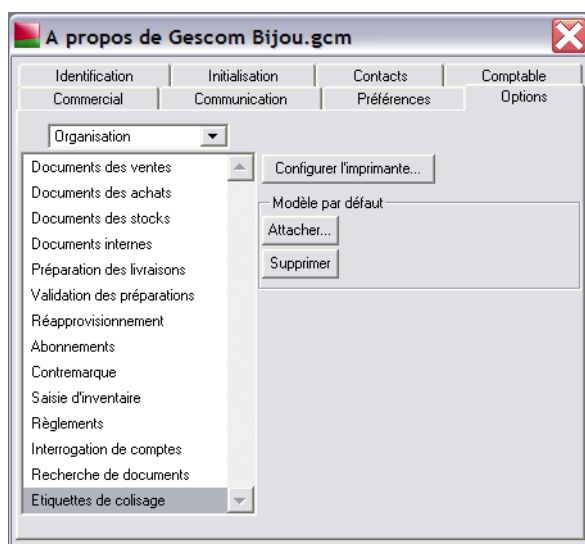 A propos de Gescom Bijou.gcm
Identification Initialisation Contacts Comptable
Commercial Communication Préférences Options
Organisation
Documents des ventes
Documents des achats
Documents des stocks
Documents internes
Préparation des livraisons
Validation des préparations
Réapprovisionnement
Abonnements
Contremarque
Saisie d'inventaire
Règlements
Interrogation de comptes
Recherche de documents
Etiquettes de colisage
Configurer l'imprimante...
Modèle par défaut
Attacher...
Supprimer